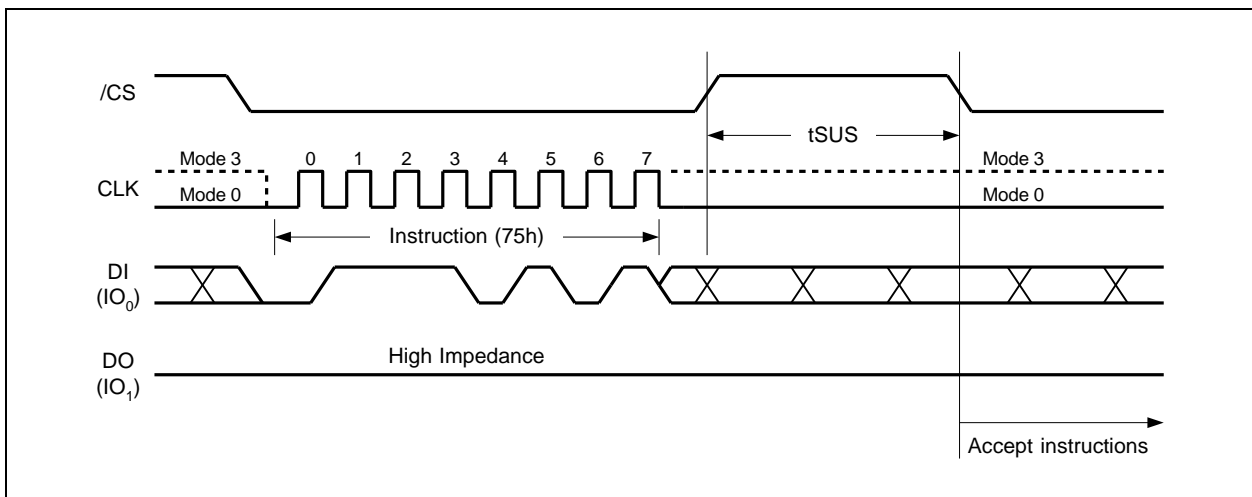 /CS
tSUS
Mode 3 0 1 2 3 4 5 6 7 Mode 3
CLK
Mode 0 Mode 0
Instruction (75h)
DI
(IO0)
High Impedance
DO
(IO1)
Accept instructions